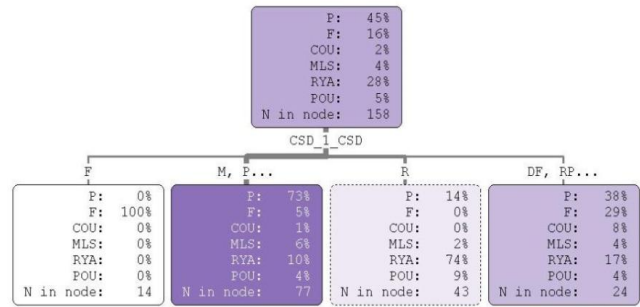 P: 45%
F: 16%
COU: 2%
MLS: 4%
RYA: 28%
POU: 5%
N in node: 158
CSD_1_CSD
F
M, P...
R
DF, RP...
P: 0%
F: 100%
COU: 0%
MLS: 0%
RYA: 0%
POU: 0%
N in node: 14
P: 73%
F: 5%
COU: 1%
MLS: 6%
RYA: 10%
POU: 4%
N in node: 77
P: 14%
F: 0%
COU: 0%
MLS: 2%
RYA: 74%
POU: 9%
N in node: 43
P: 38%
F: 29%
COU: 8%
MLS: 4%
RYA: 17%
POU: 4%
N in node: 24